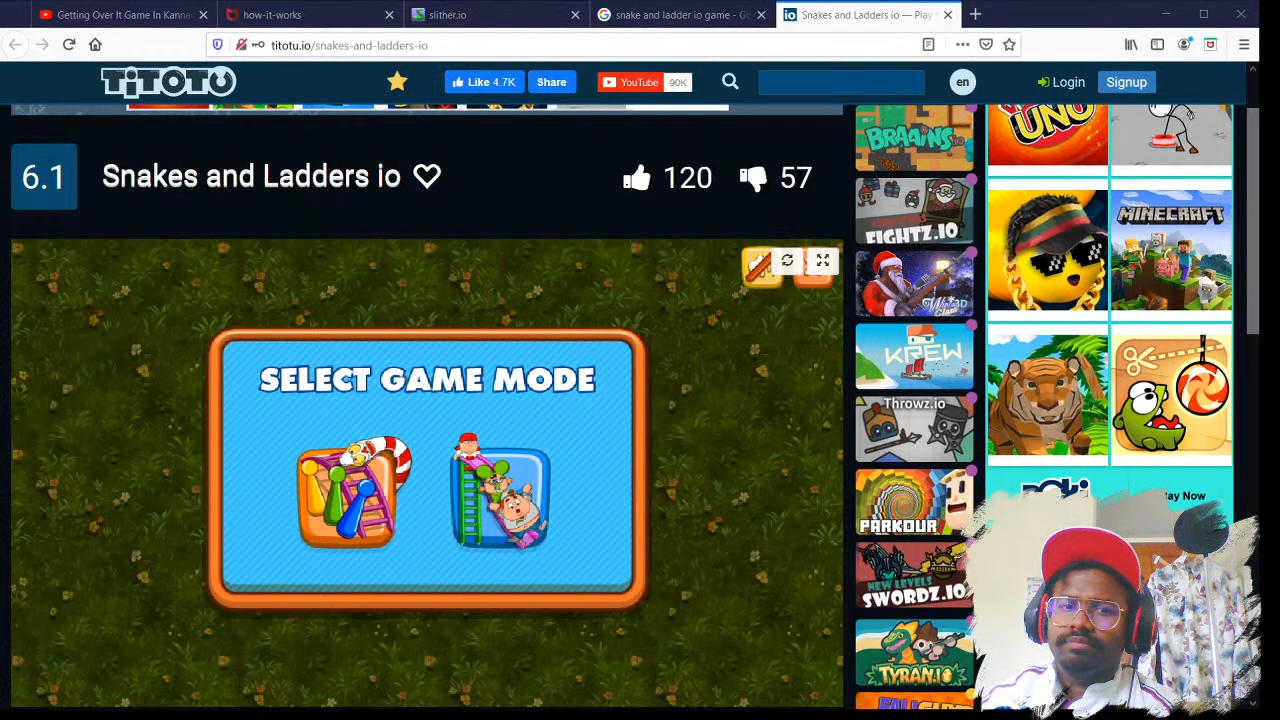 Getting Over It Game In Kanna
how-it-works
slither.io
snake and ladder io game - Go
Snakes and Ladders io — Play
titotu.io/snakes-and-ladders-io
TITOTU
Like 4.7K
Share
YouTube
90K
en
Login
Signup
6.1
Snakes and Ladders io
120
57
SELECT GAME MODE
BRAAINS.io
FIGHTZ.IO
KREW
Throwz.io
PARKOUR
NEW LEVELS
SWORDZ.IO
TYRAN.IO
UNO
MINECRAFT
Play Now